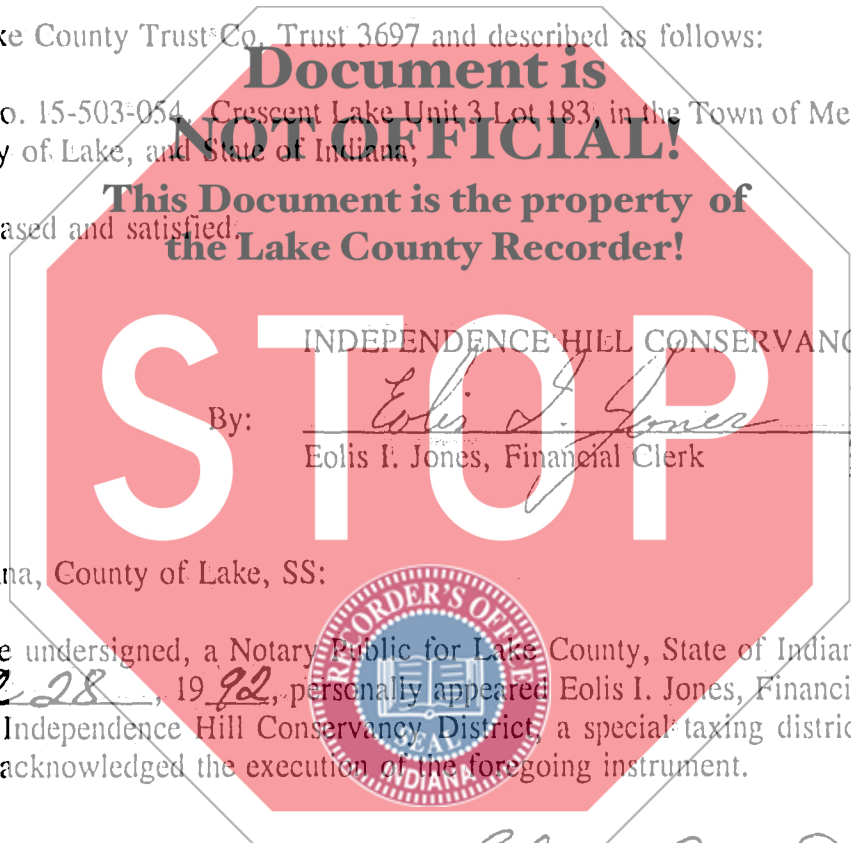 ke County Trust Co. Trust 3697 and described as follows:
Document is
o. 15-503-054, Crescent Lake Unit 3 Lot 183, in the Town of Me
NOT OFFICIAL!
y of Lake, and State of Indiana;
This Document is the property of
ased and satisfied.
the Lake County Recorder!
STOP
INDEPENDENCE HILL CONSERVANC
By: Eolis I. Jones
Eolis I. Jones, Financial Clerk
na, County of Lake, SS:
RECORDER'S OFFICE
e undersigned, a Notary Public for Lake County, State of Indian
28, 1992, personally appeared Eolis I. Jones, Financi
Independence Hill Conservancy District, a special taxing distric
SEAL
acknowledged the execution of the foregoing instrument.
INDIANA